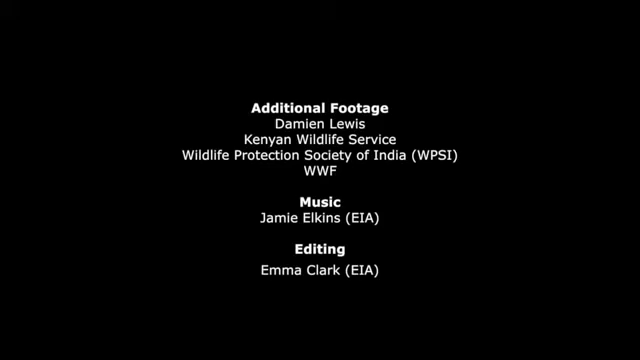 Additional Footage
Damien Lewis
Kenyan Wildlife Service
Wildlife Protection Society of India (WPSI)
WWF
Music
Jamie Elkins (EIA)
Editing
Emma Clark (EIA)